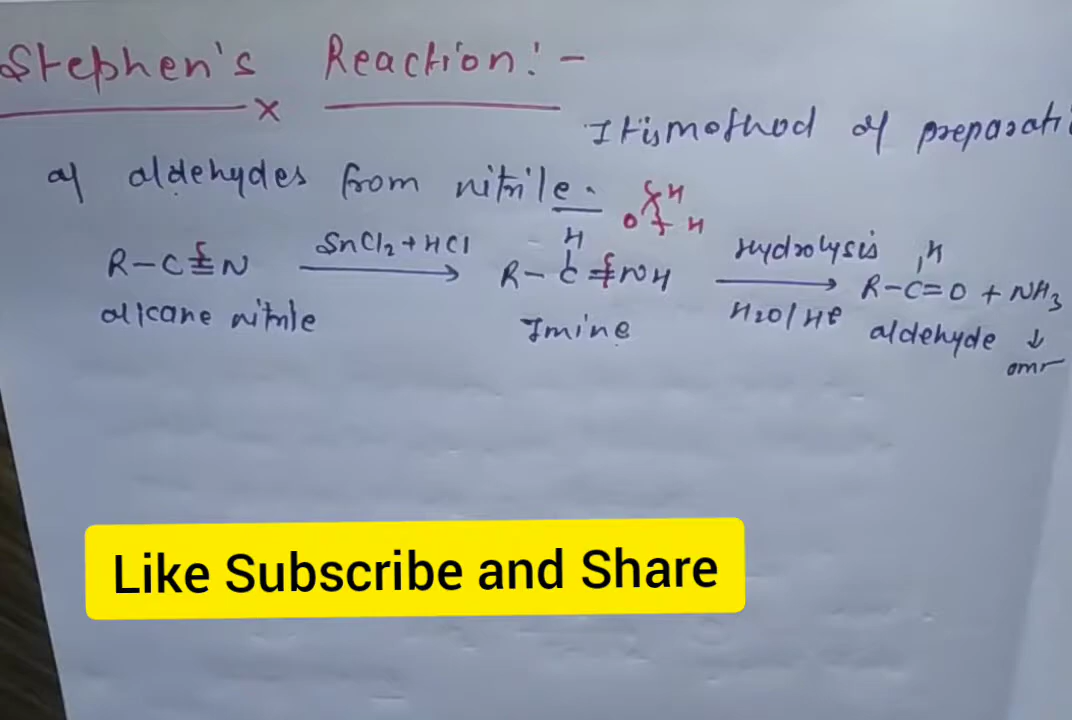 Stephen's Reaction:-
It is method of preparati
of aldehydes from nitrile.
H
O H
R-C≡N SnCl2+HCl R-C=NH Hydrolysis R-C=O + NH3
H
H
alkane nitrile Imine H2O/H⊕ aldehyde ↓
Like Subscribe and Share